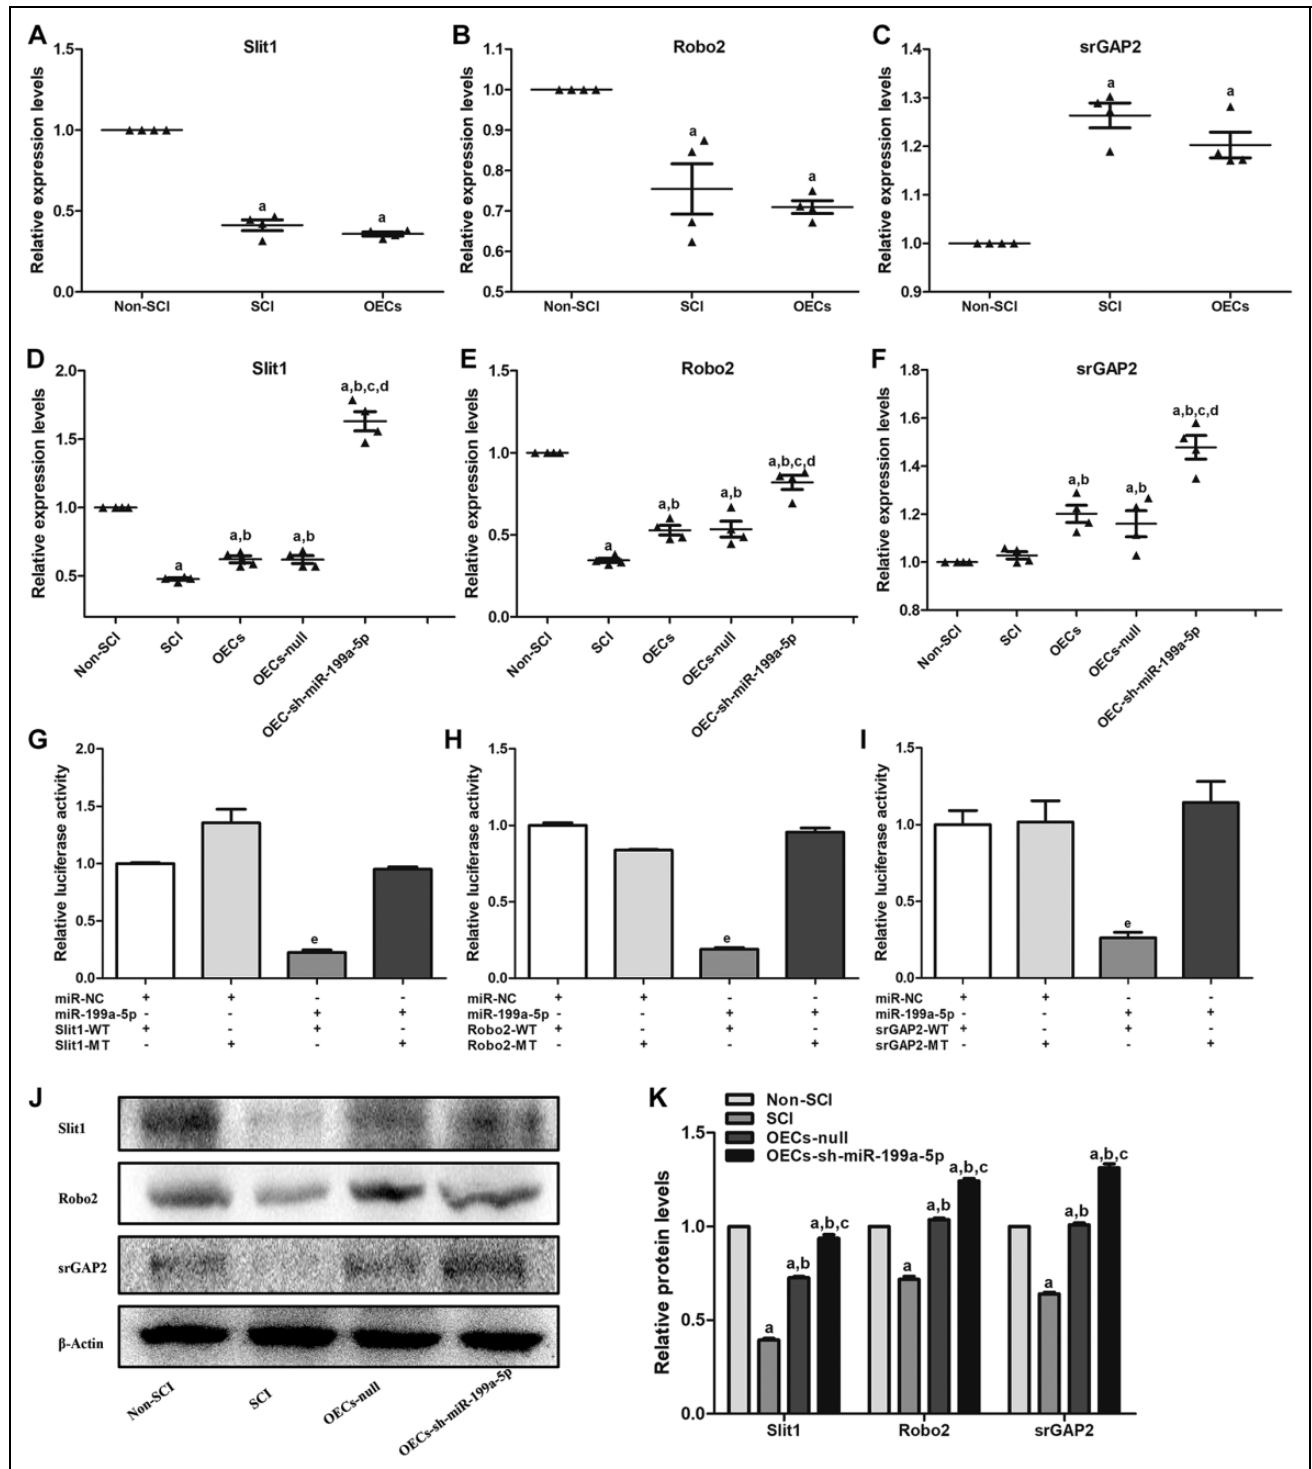 A
Slit1
Relative expression levels
1.5
1.0
0.5
0.0
a
a
Non-SCI SCI OECs
B
Robo2
Relative expression levels
1.1
1.0
0.9
0.8
0.7
0.6
0.5
a
a
Non-SCI SCI OECs
C
srGAP2
Relative expression levels
1.4
1.3
1.2
1.1
1.0
0.9
a
a
Non-SCI SCI OECs
D
Slit1
Relative expression levels
2.0
1.5
1.0
0.5
a
a,b
a,b
a,b,c,d
Non-SCI
SCI
OECs
OECs-null
OEC-sh-miR-199a-5p
E
Robo2
Relative expression levels
1.5
1.0
0.5
0.0
a
a,b
a,b
a,b,c,d
Non-SCI
SCI
OECs
OECs-null
OEC-sh-miR-199a-5p
F
srGAP2
Relative expression levels
1.8
1.6
1.4
1.2
1.0
0.8
a,b
a,b
a,b,c,d
Non-SCI
SCI
OECs
OECs-null
OEC-sh-miR-199a-5p
G
Relative luciferase activity
2.0
1.5
1.0
0.5
0.0
e
miR-NC + + - -
miR-199a-5p - - + +
Slit1-WT + - + -
Slit1-MT - + - +
H
Relative luciferase activity
1.5
1.0
0.5
0.0
e
miR-NC + + - -
miR-199a-5p - - + +
Robo2-WT + - + -
Robo2-MT - + - +
I
Relative luciferase activity
1.5
1.0
0.5
0.0
e
miR-NC + + - -
miR-199a-5p - - + +
srGAP2-WT + - + -
srGAP2-MT - + - +
J
Slit1
Robo2
srGAP2
β-Actin
Non-SCI
SCI
OECs-null
OECs-sh-miR-199a-5p
K
Non-SCI
SCI
OECs-null
OECs-sh-miR-199a-5p
Relative protein levels
1.5
1.0
0.5
0.0
a
a,b
a,b,c
a
a,b
a,b,c
a
a,b
a,b,c
Slit1 Robo2 srGAP2